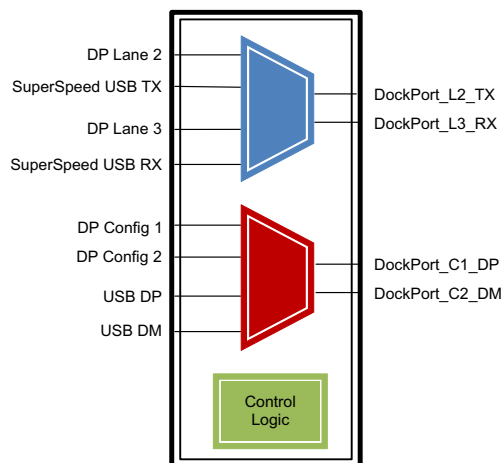 DP Lane 2
SuperSpeed USB TX
DP Lane 3
SuperSpeed USB RX
DockPort_L2_TX
DockPort_L3_RX
DP Config 1
DP Config 2
USB DP
USB DM
DockPort_C1_DP
DockPort_C2_DM
Control
Logic